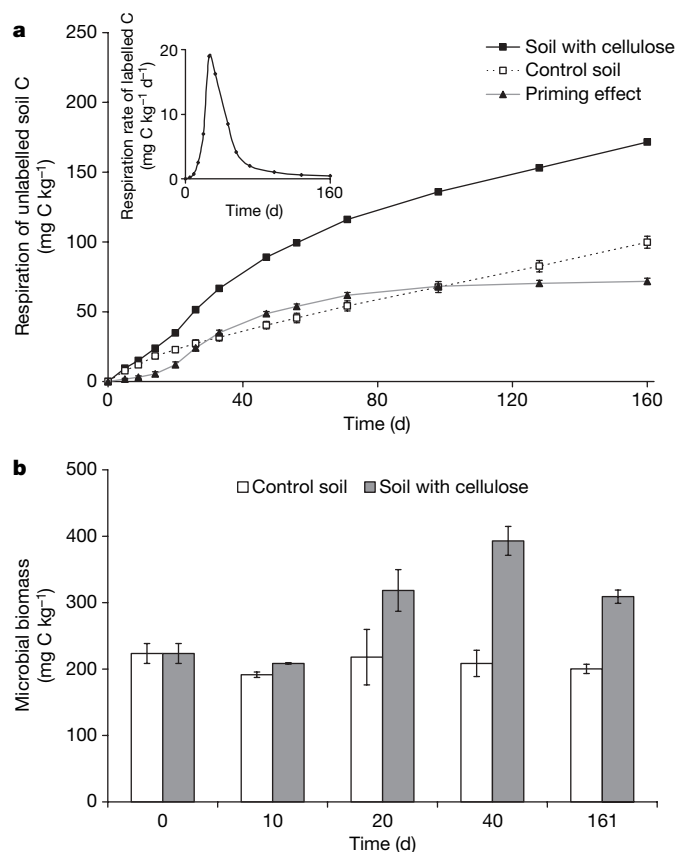 a
Respiration of unlabelled soil C
(mg C kg⁻¹)
250
200
150
100
50
0
0 40 80 120 160
Time (d)
Respiration rate of labelled C
(mg C kg⁻¹ d⁻¹)
20
10
0
0 160
Time (d)
Soil with cellulose
Control soil
Priming effect
b
Microbial biomass
(mg C kg⁻¹)
500
400
300
200
100
0
Control soil Soil with cellulose
0 10 20 40 161
Time (d)